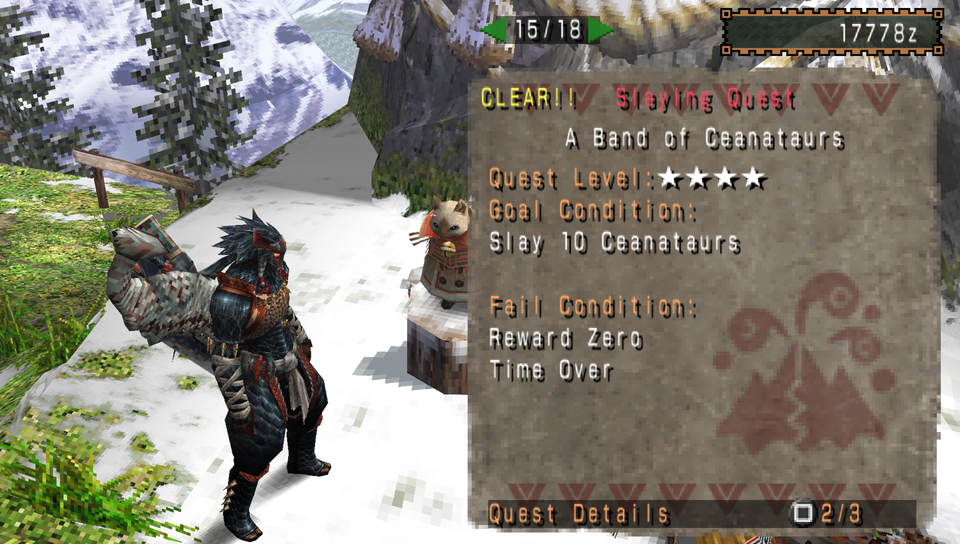 15/18
17778z
CLEAR!! Slaying Quest
A Band of Ceanataurs
Quest Level:★★★★
Goal Condition:
Slay 10 Ceanataurs
Fail Condition:
Reward Zero
Time Over
Quest Details 2/3